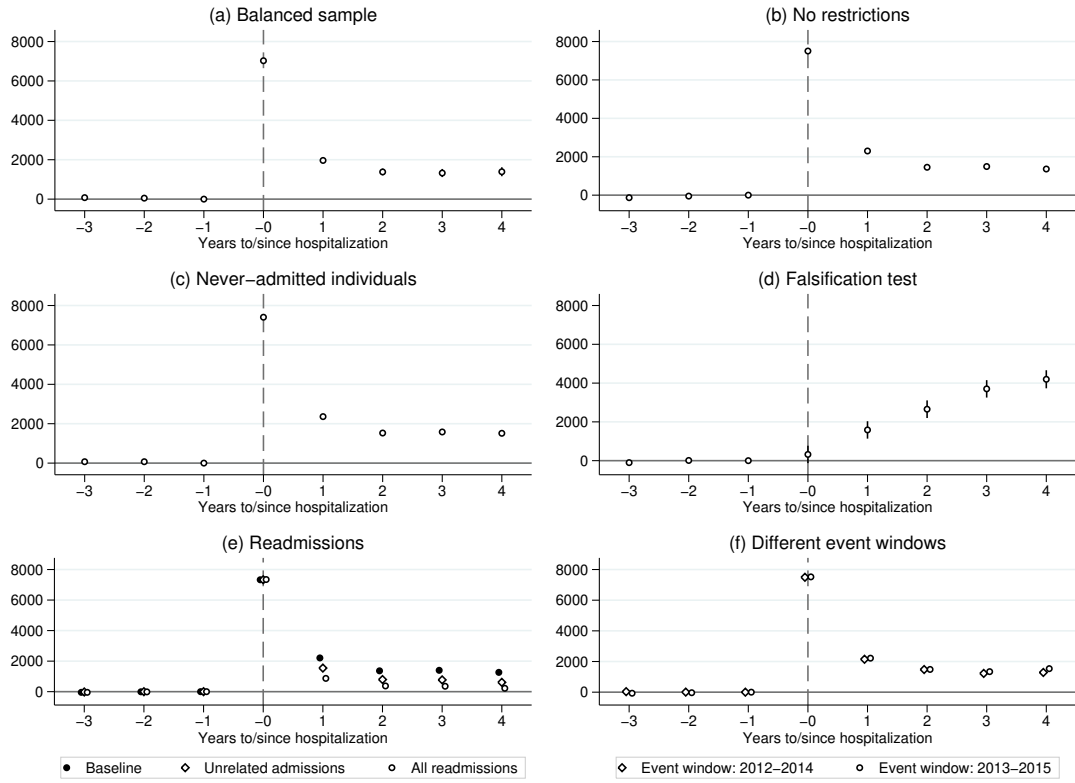 (a) Balanced sample
8000
6000
4000
2000
0
−3 −2 −1 −0 1 2 3 4
Years to/since hospitalization
(b) No restrictions
8000
6000
4000
2000
0
−3 −2 −1 −0 1 2 3 4
Years to/since hospitalization
(c) Never−admitted individuals
8000
6000
4000
2000
0
−3 −2 −1 −0 1 2 3 4
Years to/since hospitalization
(d) Falsification test
8000
6000
4000
2000
0
−3 −2 −1 0 1 2 3 4
Years to/since hospitalization
(e) Readmissions
8000
6000
4000
2000
0
−3 −2 −1 −0 1 2 3 4
Years to/since hospitalization
Baseline Unrelated admissions All readmissions
(f) Different event windows
8000
6000
4000
2000
0
−3 −2 −1 −0 1 2 3 4
Years to/since hospitalization
Event window: 2012−2014 Event window: 2013−2015